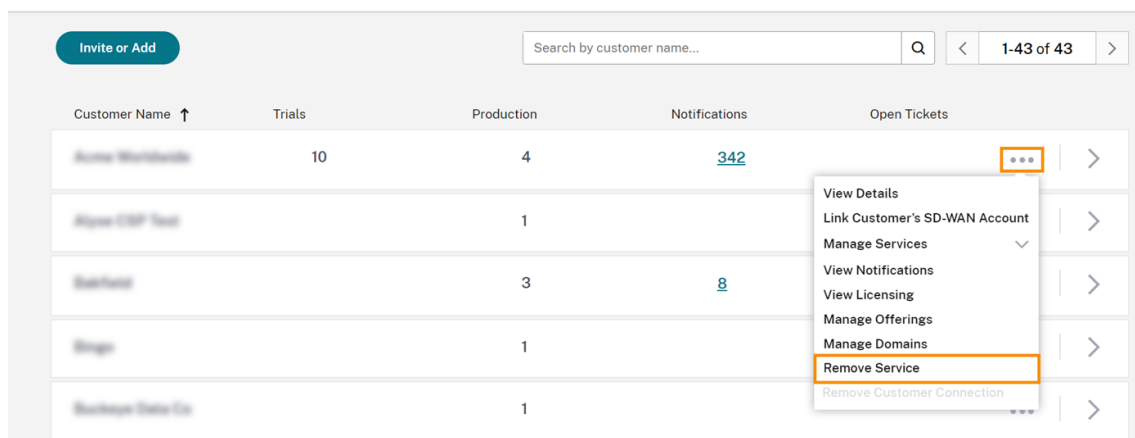 Invite or Add
Search by customer name...
1-43 of 43
Customer Name Trials Production Notifications Open Tickets
10 4 342
View Details
1 Link Customer's SD-WAN Account
Manage Services
3 8 View Notifications
View Licensing
Manage Offerings
1 Manage Domains
Remove Service
Remove Customer Connection
1